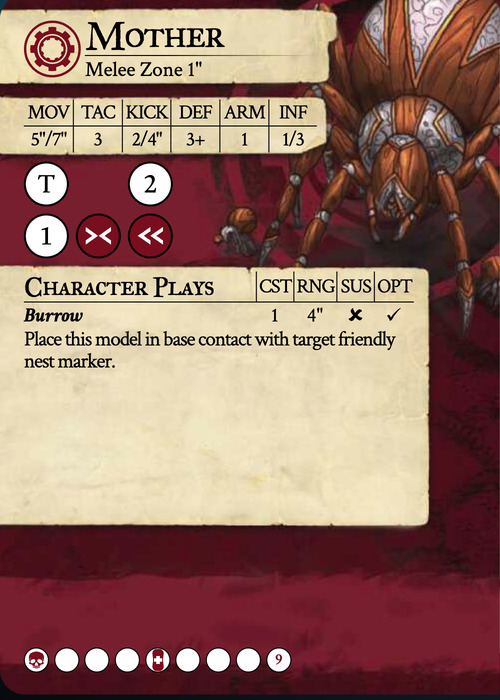 Mother
Melee Zone 1"
MOV TAC KICK DEF ARM INF
5"/7" 3 2/4" 3+ 1 1/3
T 2
1
Character Plays CST RNG SUS OPT
Burrow 1 4" ✘ ✓
Place this model in base contact with target friendly
nest marker.
9